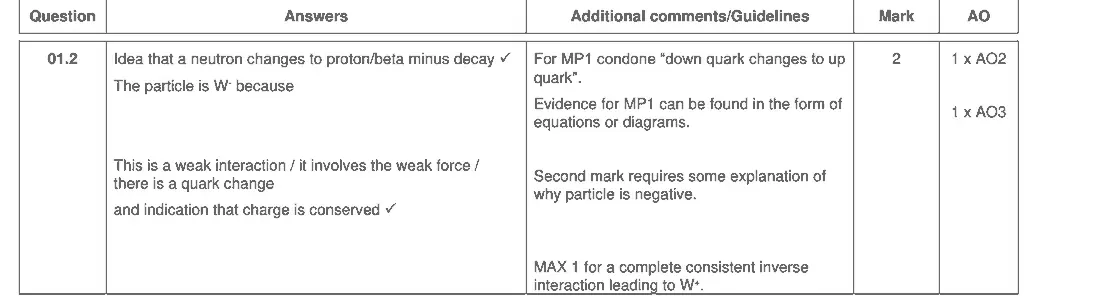 Question Answers Additional comments/Guidelines Mark AO
01.2 Idea that a neutron changes to proton/beta minus decay ✓ For MP1 condone "down quark changes to up 2 1 x AO2
quark".
The particle is W- because
Evidence for MP1 can be found in the form of
equations or diagrams.
1 x AO3
This is a weak interaction / it involves the weak force /
there is a quark change
Second mark requires some explanation of
why particle is negative.
and indication that charge is conserved ✓
MAX 1 for a complete consistent inverse
interaction leading to W+.